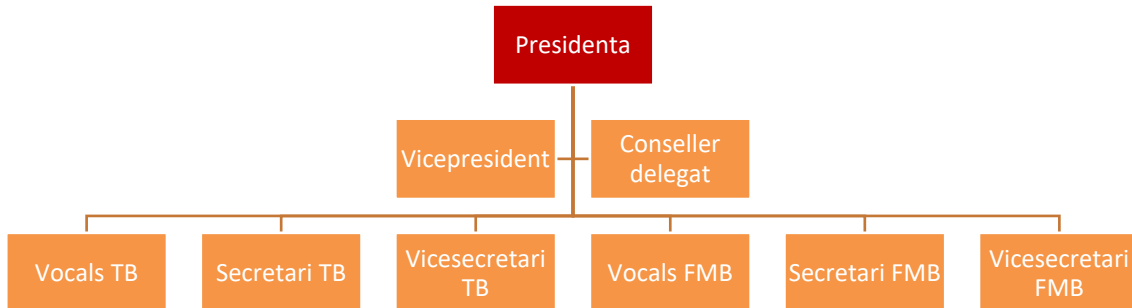 Presidenta
Vicepresident
Conseller
delegat
Vocals TB
Secretari TB
Vicesecretari
TB
Vocals FMB
Secretari FMB
Vicesecretari
FMB